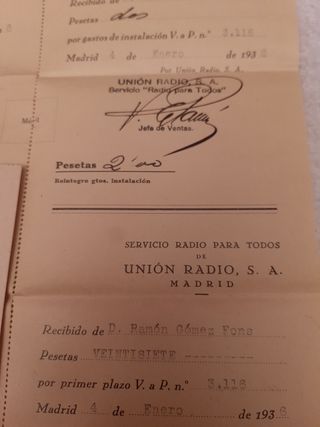 Recibido de
Pesetas dos
por gastos de instalación V. a P. n.° 3.116
Madrid 4 de Enero de 1936
Por Unión Radio, S. A.
UNIÓN RADIO, S. A.
Servicio "Radio para Todos"
Jefe de Ventas.
Pesetas 2'00
Reintegro gtos. instalación
SERVICIO RADIO PARA TODOS
DE
UNIÓN RADIO, S. A.
MADRID
Recibido de D. Ramón Gómez Fons
Pesetas VEINTISIETE ---------
por primer plazo V. a P. n.° 3.116
Madrid 4 de Enero de 1936